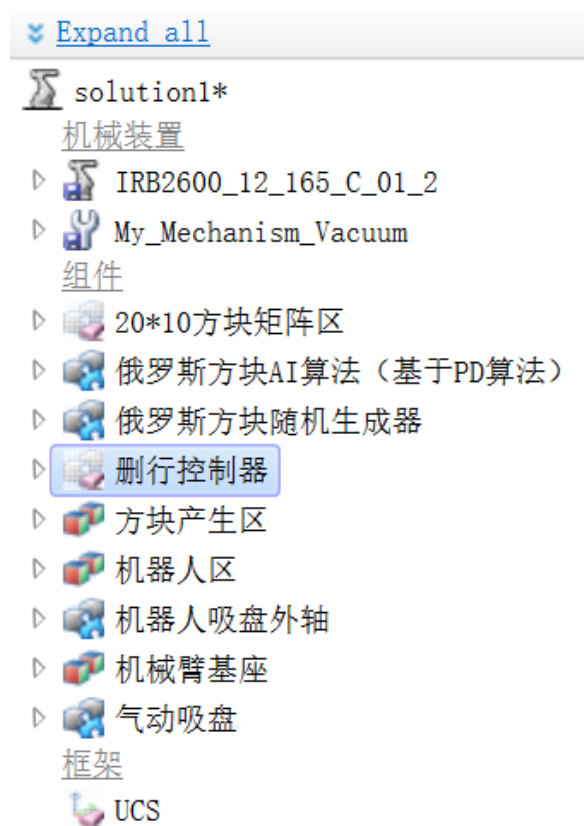 Expand all
solution1*
机械装置
IRB2600_12_165_C_01_2
My_Mechanism_Vacuum
组件
20*10方块矩阵区
俄罗斯方块AI算法（基于PD算法）
俄罗斯方块随机生成器
删行控制器
方块产生区
机器人区
机器人吸盘外轴
机械臂基座
气动吸盘
框架
UCS